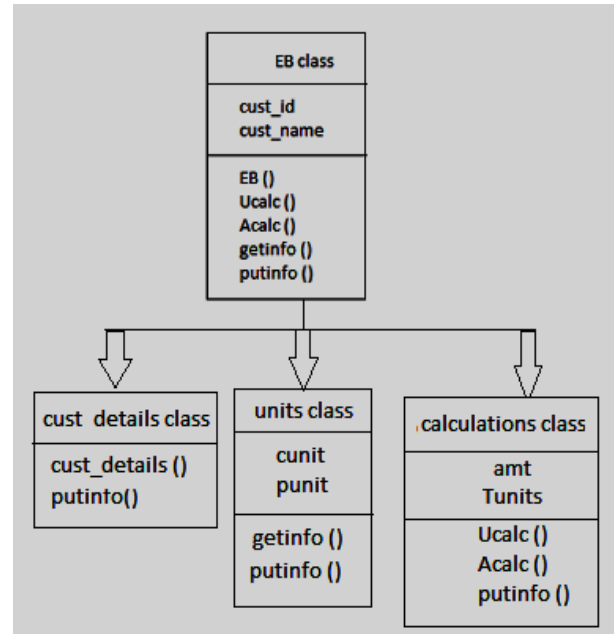 EB class
cust_id
cust_name
EB ()
Ucalc ()
Acalc ()
getinfo ()
putinfo ()
cust details class
cust_details ()
putinfo()
units class
cunit
punit
getinfo ()
putinfo ()
calculations class
amt
Tunits
Ucalc ()
Acalc ()
putinfo ()